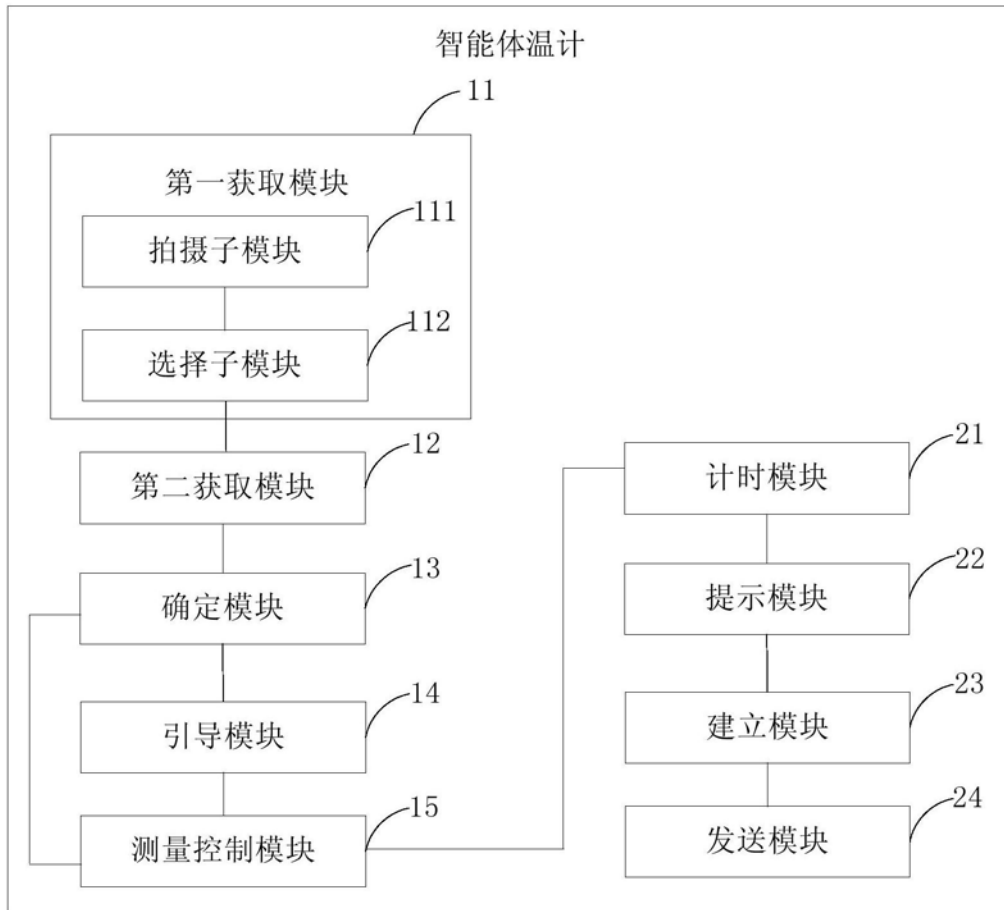 智能体温计
11
第一获取模块
111
拍摄子模块
112
选择子模块
12
第二获取模块
13
确定模块
14
引导模块
15
测量控制模块
21
计时模块
22
提示模块
23
建立模块
24
发送模块